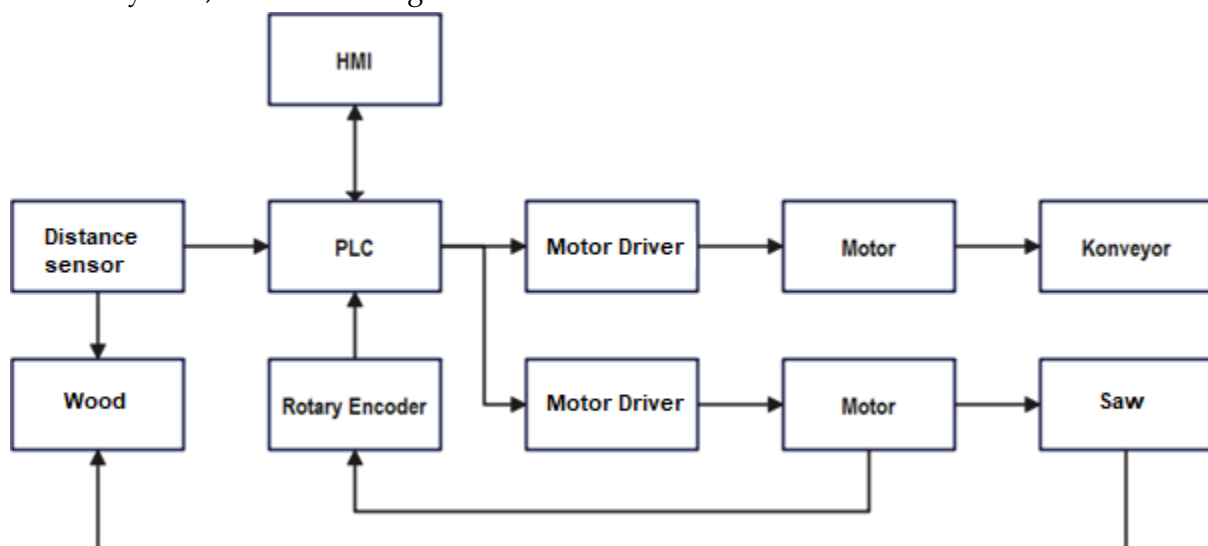 HMI
Distance
sensor
PLC
Motor Driver
Motor
Konveyor
Wood
Rotary Encoder
Motor Driver
Motor
Saw